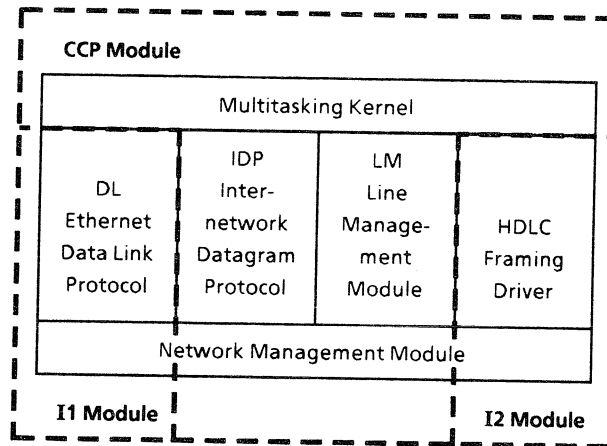 CCP Module
Multitasking Kernel
DL
Ethernet
Data Link
Protocol
IDP
Inter-
network
Datagram
Protocol
LM
Line
Manage-
ment
Module
HDLC
Framing
Driver
Network Management Module
I1 Module
I2 Module